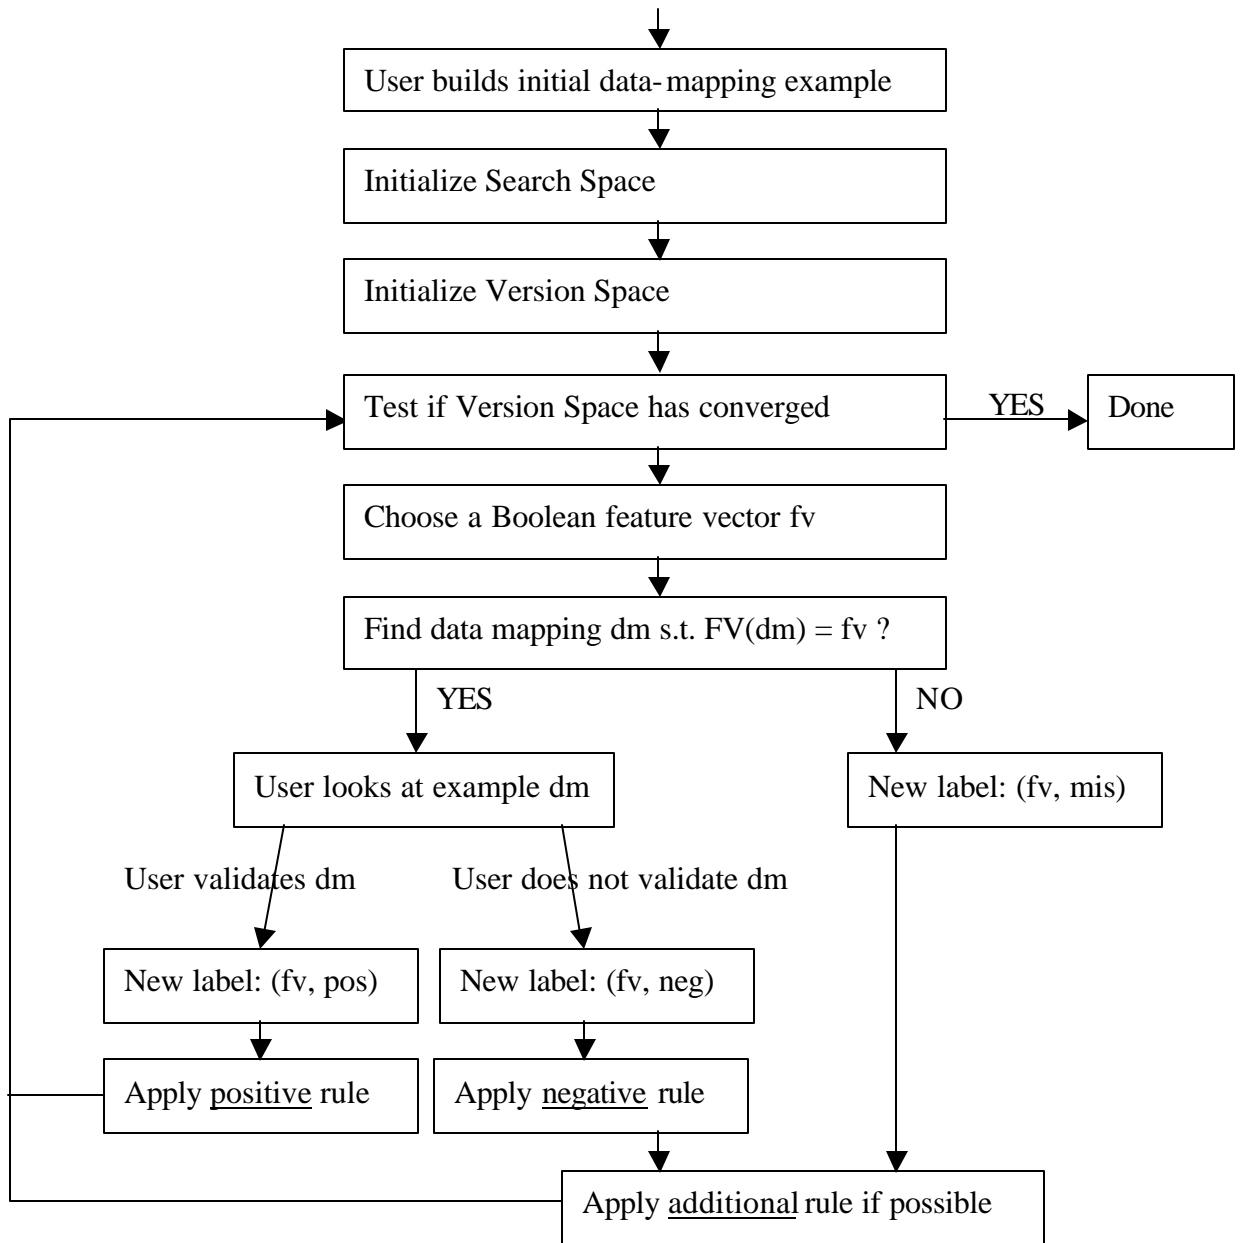 User builds initial data-mapping example
Initialize Search Space
Initialize Version Space
Test if Version Space has converged
YES
Done
Choose a Boolean feature vector fv
Find data mapping dm s.t. FV(dm) = fv ?
YES
NO
User looks at example dm
New label: (fv, mis)
User validates dm
User does not validate dm
New label: (fv, pos)
New label: (fv, neg)
Apply positive rule
Apply negative rule
Apply additional rule if possible